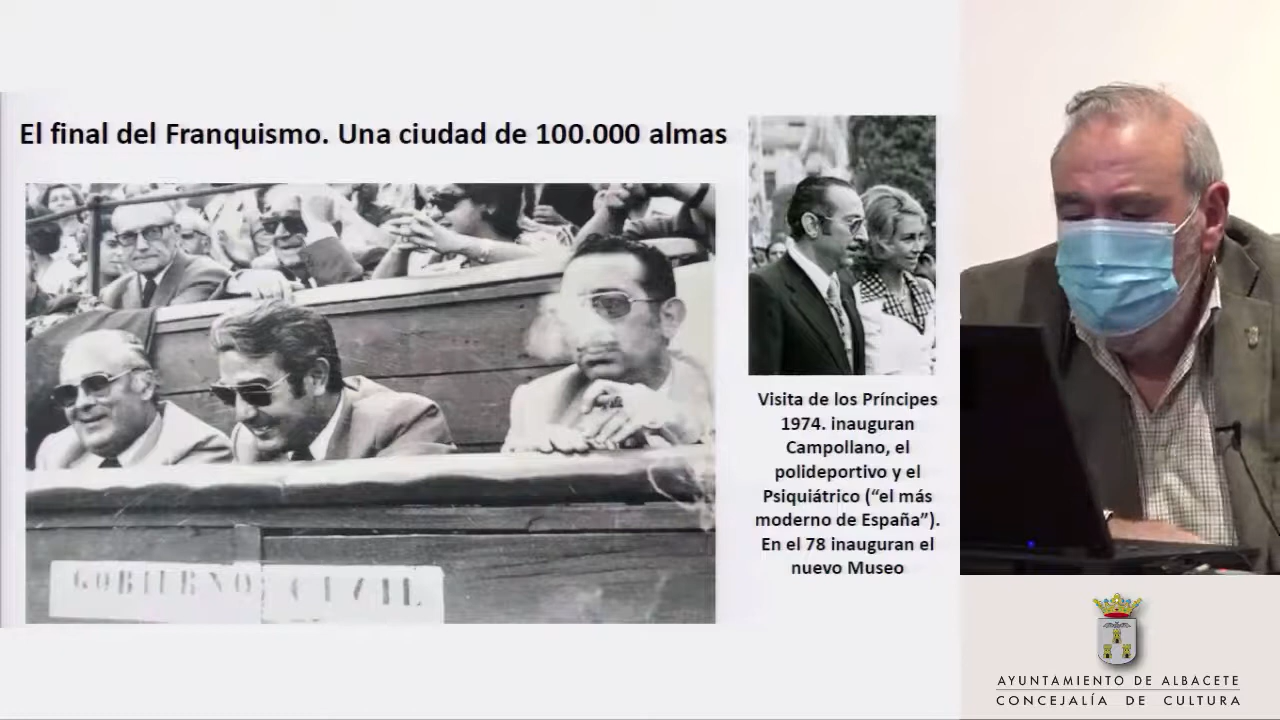 El final del Franquismo. Una ciudad de 100.000 almas
GOBIERNO CIVIL
Visita de los Príncipes
1974. inauguran
Campollano, el
polideportivo y el
Psiquiátrico (“el más
moderno de España”).
En el 78 inauguran el
nuevo Museo
AYUNTAMIENTO DE ALBACETE
CONCEJALÍA DE CULTURA